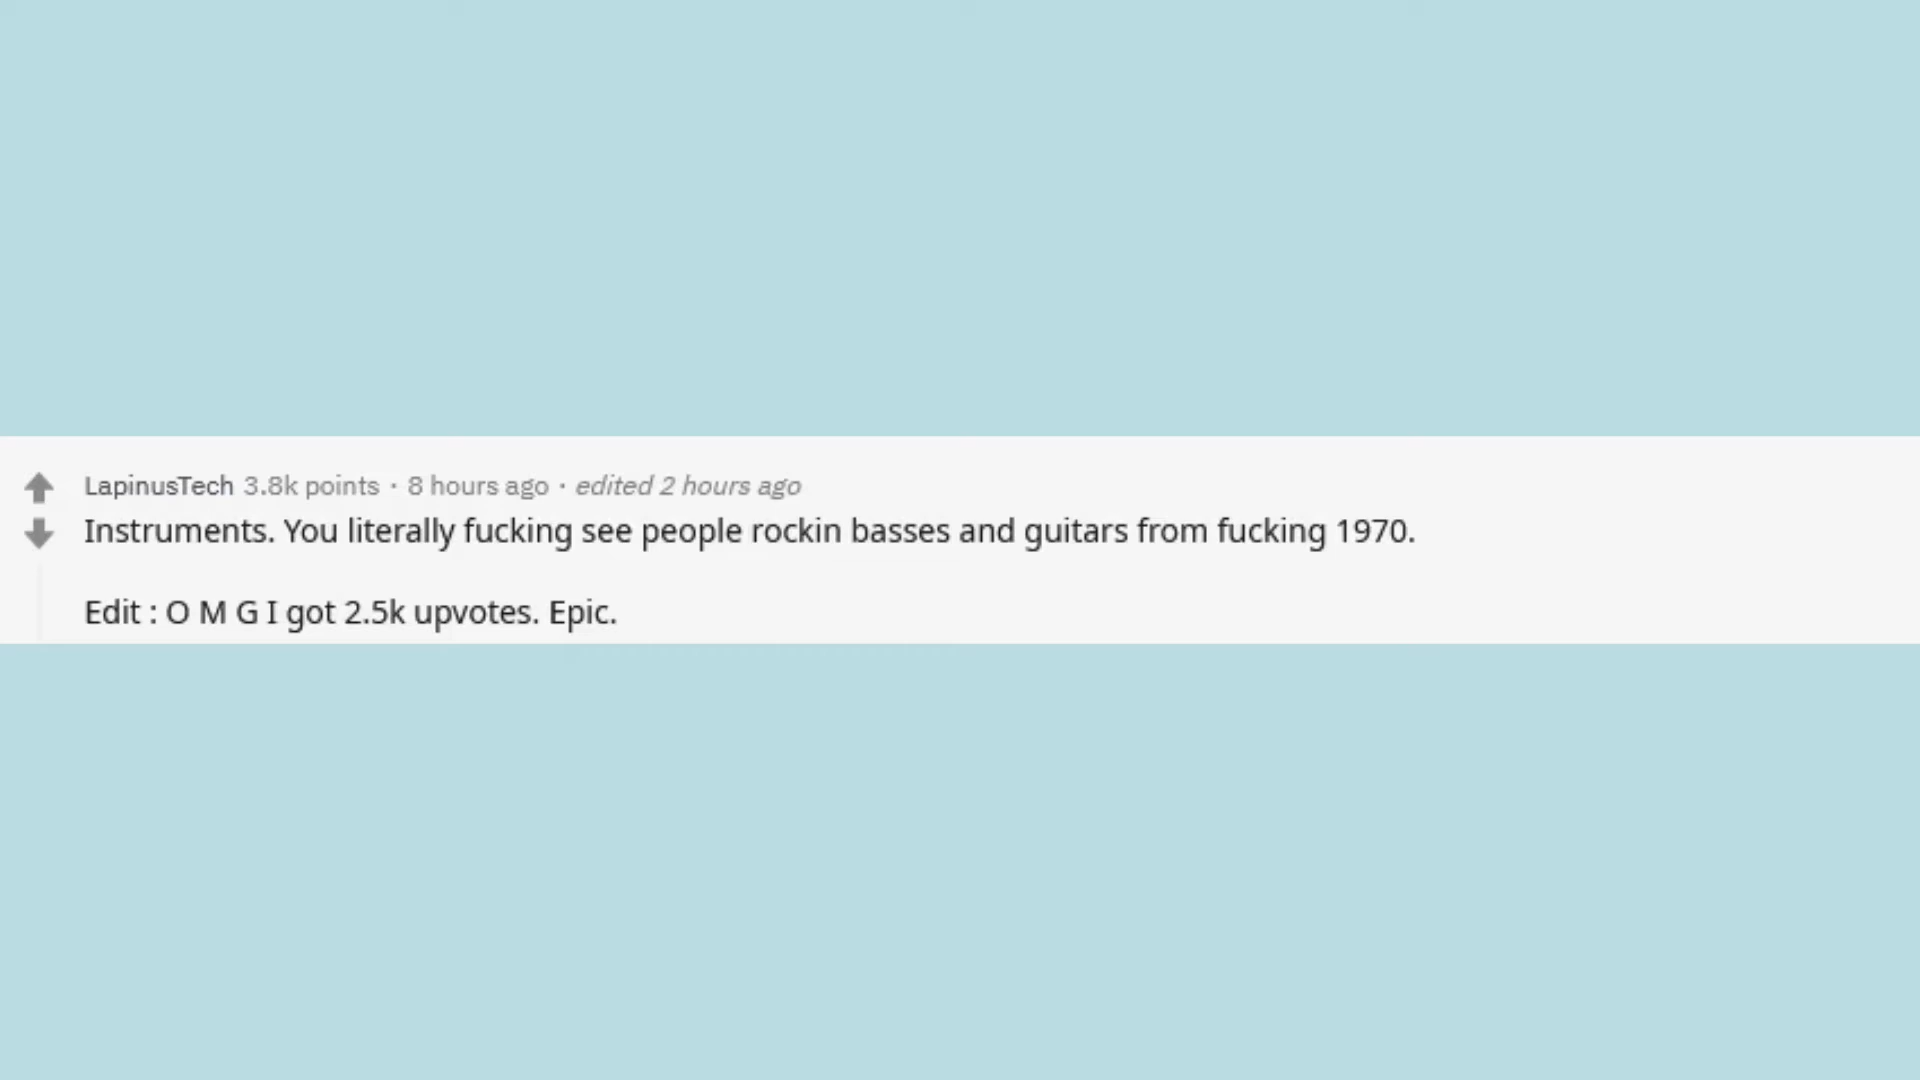 LapinusTech 3.8k points · 8 hours ago · edited 2 hours ago
Instruments. You literally fucking see people rockin basses and guitars from fucking 1970.
Edit : O M G I got 2.5k upvotes. Epic.